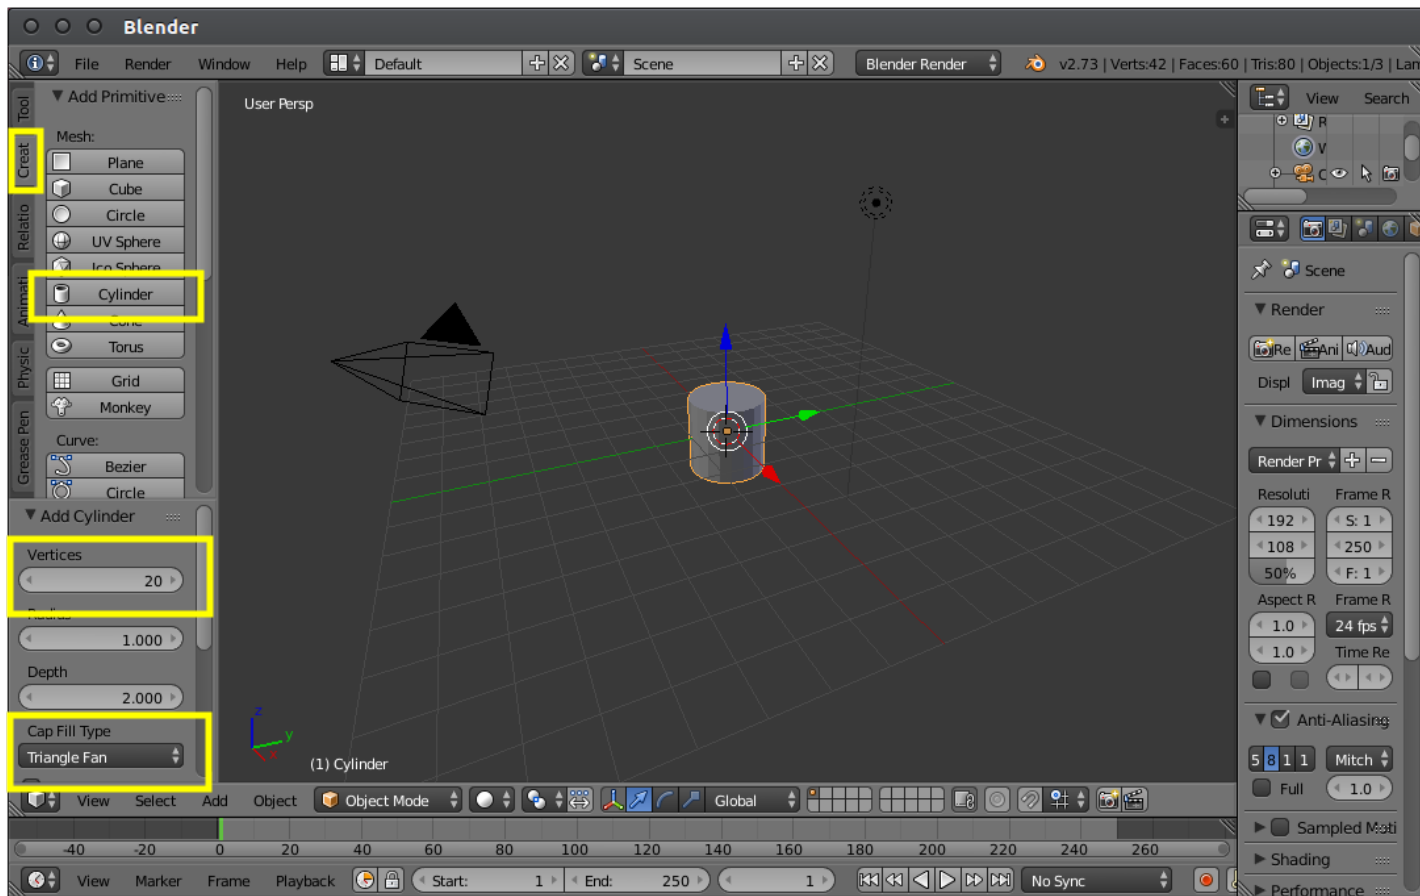 Blender
File Render Window Help Default Scene Blender Render v2.73 | Verts:42 | Faces:60 | Tris:80 | Objects:1/3 | Lan
Tool
Creat
Relatio
Animati
Physic
Grease Pen
Add Primitive
Mesh:
Plane
Cube
Circle
UV Sphere
Ico Sphere
Cylinder
Cone
Torus
Grid
Monkey
Curve:
Bezier
Circle
Add Cylinder
Vertices
20
Radius
1.000
Depth
2.000
Cap Fill Type
Triangle Fan
User Persp
z
y
x
(1) Cylinder
View Select Add Object Object Mode Global
-40 -20 0 20 40 60 80 100 120 140 160 180 200 220 240 260
View Marker Frame Playback Start: 1 End: 250 1 No Sync
View Search
R
V
C
Scene
Render
Re Ani Aud
Displ Imag
Dimensions
Render Pr
Resoluti Frame R
192 S: 1
108 250
50% F: 1
Aspect R Frame R
1.0 24 fps
1.0 Time Re
Anti-Aliasing
5 8 1 1 Mitch
Full 1.0
Sampled Moti
Shading
Performance